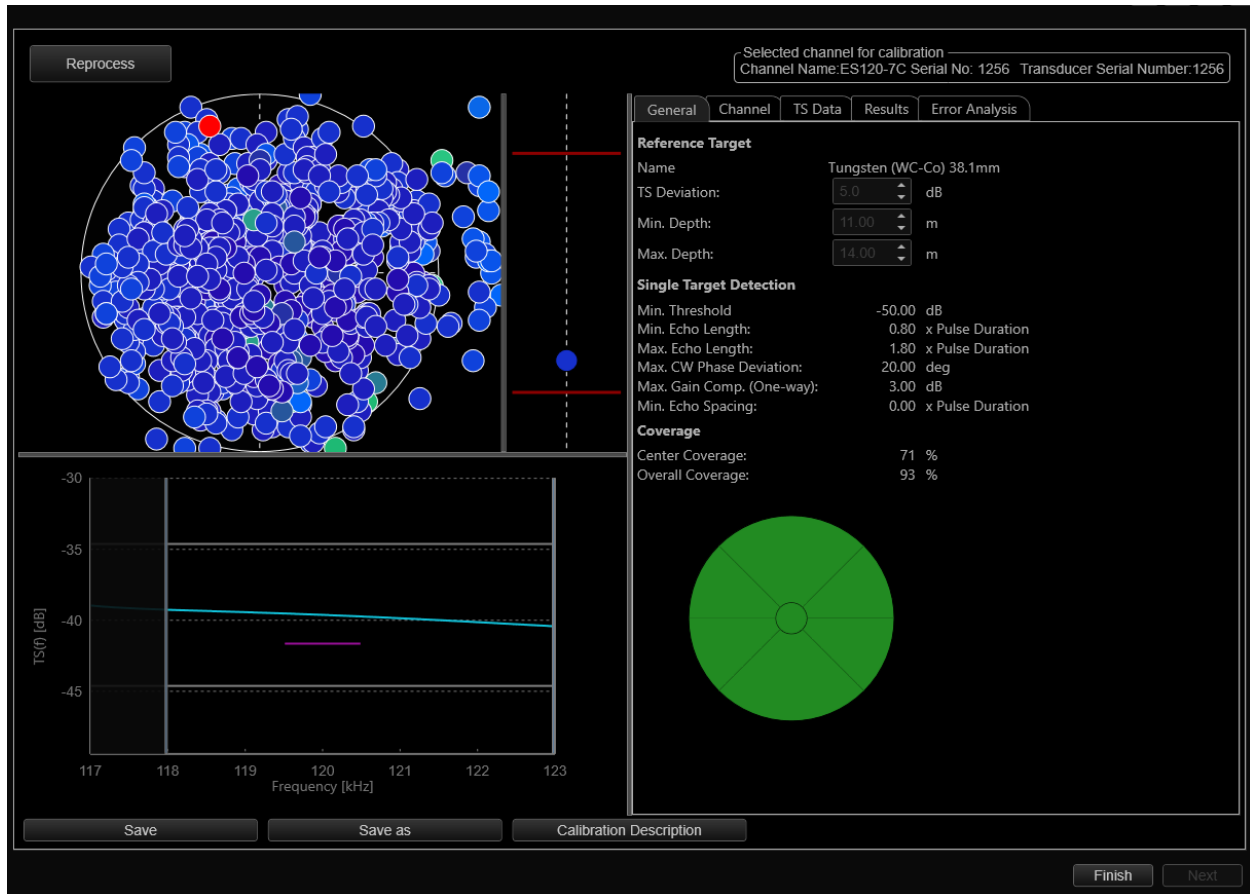 Reprocess
Selected channel for calibration
Channel Name:ES120-7C Serial No: 1256 Transducer Serial Number:1256
General Channel TS Data Results Error Analysis
Reference Target
Name Tungsten (WC-Co) 38.1mm
TS Deviation: 5.0 dB
Min. Depth: 11.00 m
Max. Depth: 14.00 m
Single Target Detection
Min. Threshold -50.00 dB
Min. Echo Length: 0.80 x Pulse Duration
Max. Echo Length: 1.80 x Pulse Duration
Max. CW Phase Deviation: 20.00 deg
Max. Gain Comp. (One-way): 3.00 dB
Min. Echo Spacing: 0.00 x Pulse Duration
Coverage
Center Coverage: 71 %
Overall Coverage: 93 %
-30
-35
-40
-45
TS(f) [dB]
117 118 119 120 121 122 123
Frequency [kHz]
Save Save as Calibration Description
Finish Next